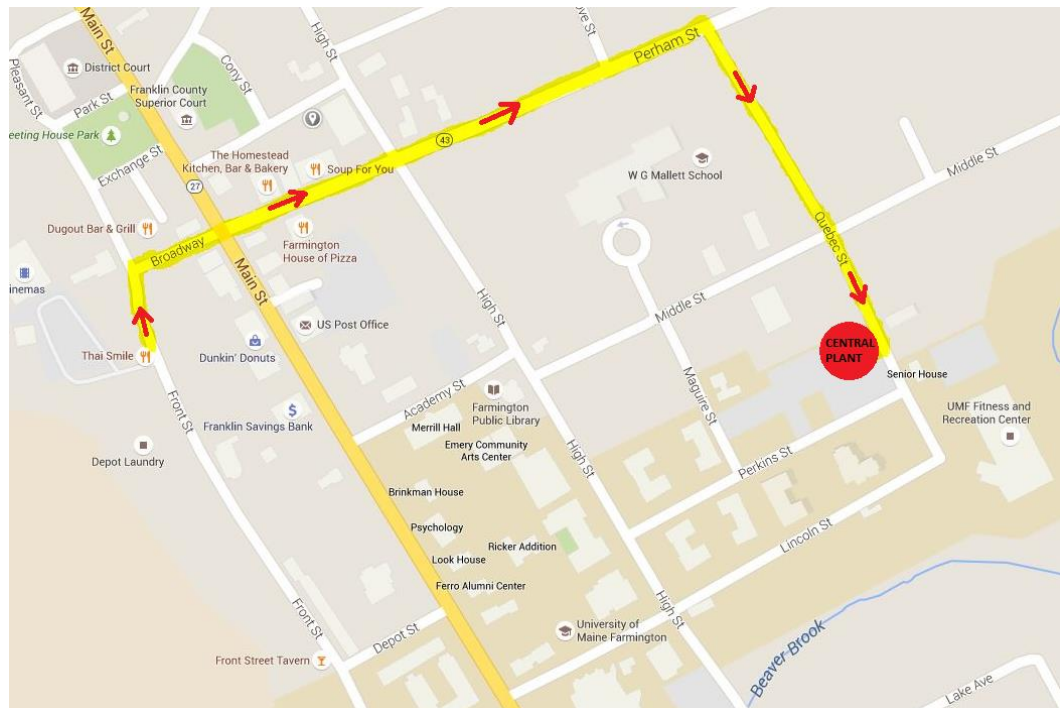 Main St
High St
ove St
Perham St
Pleasant St
District Court
Cony St
Franklin County
Superior Court
Park St
eeting House Park
43
Exchange St
The Homestead
Kitchen, Bar & Bakery
Soup For You
W G Mallett School
Middle St
27
Dugout Bar & Grill
Broadway
Farmington
House of Pizza
Quebec St
inemas
Main St
High St
Middle St
US Post Office
Thai Smile
Dunkin' Donuts
CENTRAL
PLANT
Senior House
Academy St
Farmington
Public Library
Maguire St
Front St
Franklin Savings Bank
Merrill Hall
UMF Fitness and
Recreation Center
Emery Community
Arts Center
High St
Depot Laundry
Perkins St
Brinkman House
Psychology
Lincoln St
Ricker Addition
Look House
Ferro Alumni Center
Front St
High St
University of
Maine Farmington
Depot St
Beaver Brook
Front Street Tavern
Lake Ave